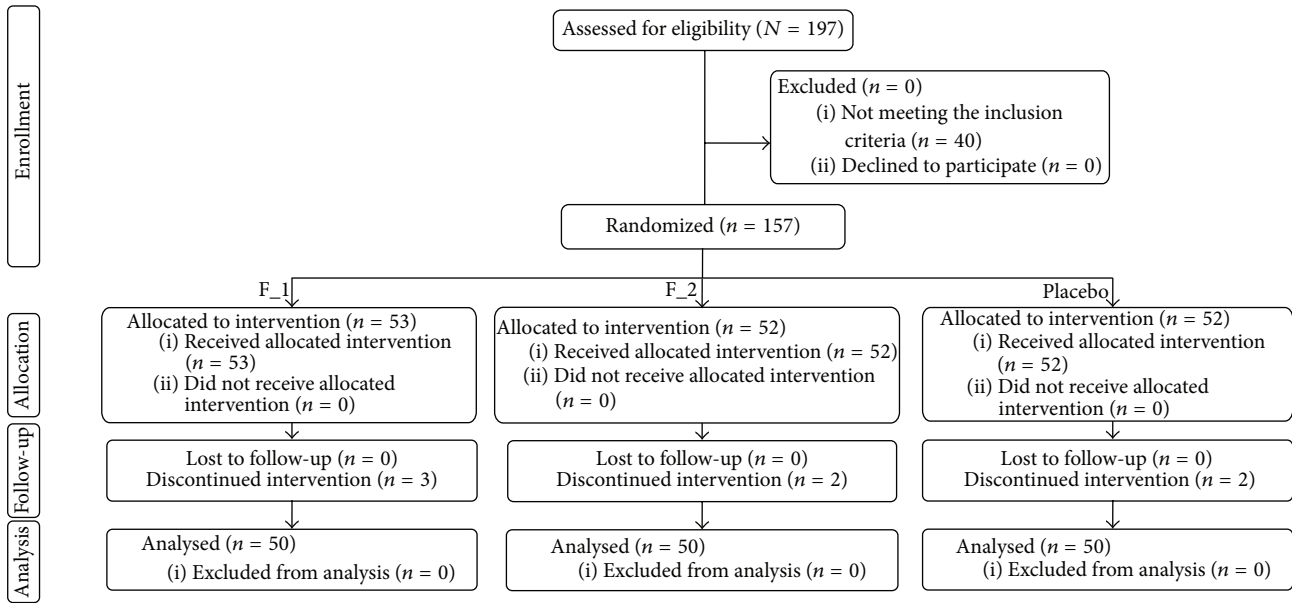 Enrollment
Assessed for eligibility (N = 197)
Excluded (n = 0)
(i) Not meeting the inclusion
criteria (n = 40)
(ii) Declined to participate (n = 0)
Randomized (n = 157)
F_1
F_2
Placebo
Allocation
Allocated to intervention (n = 53)
(i) Received allocated intervention
(n = 53)
(ii) Did not receive allocated
intervention (n = 0)
Allocated to intervention (n = 52)
(i) Received allocated intervention (n = 52)
(ii) Did not receive allocated intervention
(n = 0)
Allocated to intervention (n = 52)
(i) Received allocated intervention
(n = 52)
(ii) Did not receive allocated
intervention (n = 0)
Follow-up
Lost to follow-up (n = 0)
Discontinued intervention (n = 3)
Lost to follow-up (n = 0)
Discontinued intervention (n = 2)
Lost to follow-up (n = 0)
Discontinued intervention (n = 2)
Analysis
Analysed (n = 50)
(i) Excluded from analysis (n = 0)
Analysed (n = 50)
(i) Excluded from analysis (n = 0)
Analysed (n = 50)
(i) Excluded from analysis (n = 0)